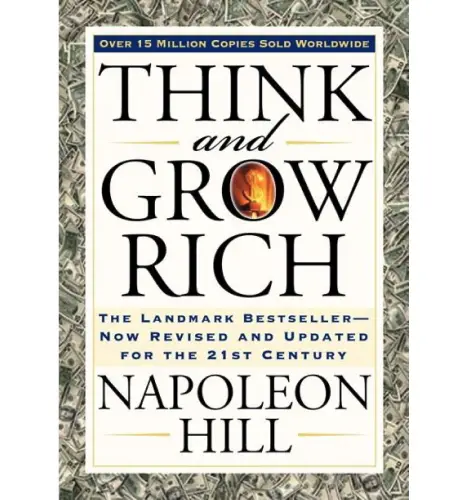 OVER 15 MILLION COPIES SOLD WORLDWIDE
THINK
and
GROW
RICH
THE LANDMARK BESTSELLER—
NOW REVISED AND UPDATED
FOR THE 21ST CENTURY
NAPOLEON
HILL